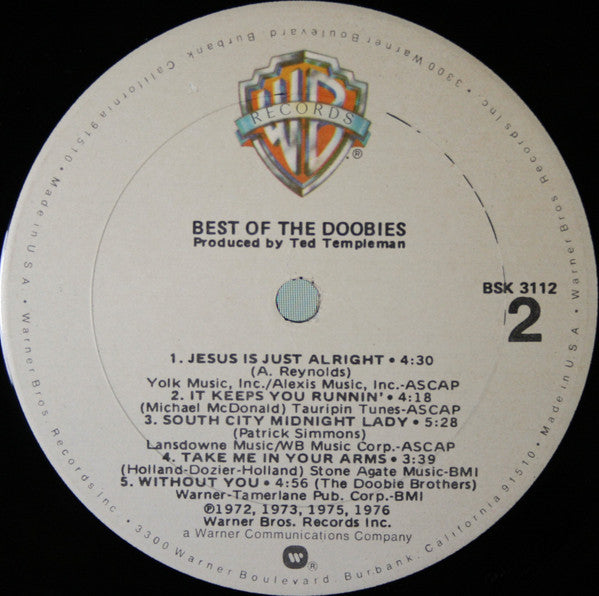 WB
RECORDS
®
BEST OF THE DOOBIES
Produced by Ted Templeman
BSK 3112
2
1. JESUS IS JUST ALRIGHT • 4:30
(A. Reynolds)
Yolk Music, Inc./Alexis Music, Inc.-ASCAP
2. IT KEEPS YOU RUNNIN' • 4:18
(Michael McDonald) Tauripin Tunes-ASCAP
3. SOUTH CITY MIDNIGHT LADY • 5:28
(Patrick Simmons)
Lansdowne Music/WB Music Corp.-ASCAP
4. TAKE ME IN YOUR ARMS • 3:39
(Holland-Dozier-Holland) Stone Agate Music-BMI
5. WITHOUT YOU • 4:56 (The Doobie Brothers)
Warner-Tamerlane Pub. Corp.-BMI
℗1972, 1973, 1975, 1976
Warner Bros. Records Inc.
a Warner Communications Company
W®
Warner Bros. Records Inc. • 3300 Warner Boulevard, Burbank, California 91510 • Made in U.S.A. • Warner Bros. Records Inc. • 3300 Warner Boulevard, Burbank, California 91510 • Made in U.S.A. •